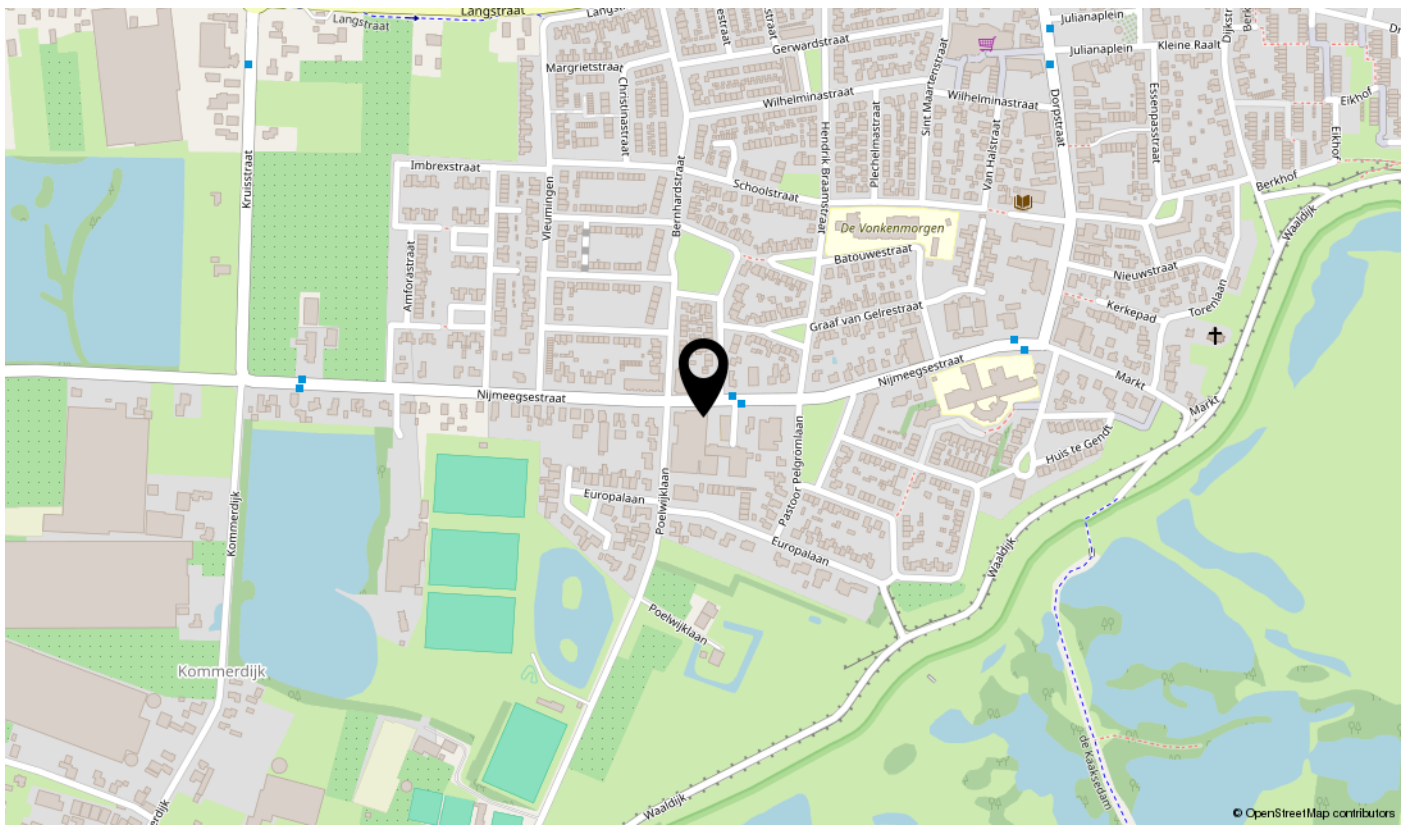 Langstraat
Langstraat
Julianaplein
Gerwardstraat
Kleine Raalt
Julianaplein
Margrietstraat
Christinastraat
Wilhelminastraat
Wilhelminastraat
Sint Maartenstraat
Dorpstraat
Essenpasstraat
Eikhof
Eikhof
Kruisstraat
Imbrexstraat
Bernhardstraat
Hendrik Braamstraat
Plechelmastraat
Van Halstraat
Schoolstraat
Berkhof
Vleumingen
De Vonkenmorgen
Waaldijk
Batouwestraat
Amforastraat
Nieuwstraat
Kerkepad
Torenlaan
Graaf van Gelrestraat
Nijmeegsestraat
Markt
Nijmeegsestraat
Markt
Huis te Gendt
Europalaan
Poelwijklaan
Pastoor Pelgromlaan
Kommerdijk
Europalaan
Waaldijk
Poelwijklaan
Kommerdijk
de Kaaksedam
Waaldijk
© OpenStreetMap contributors